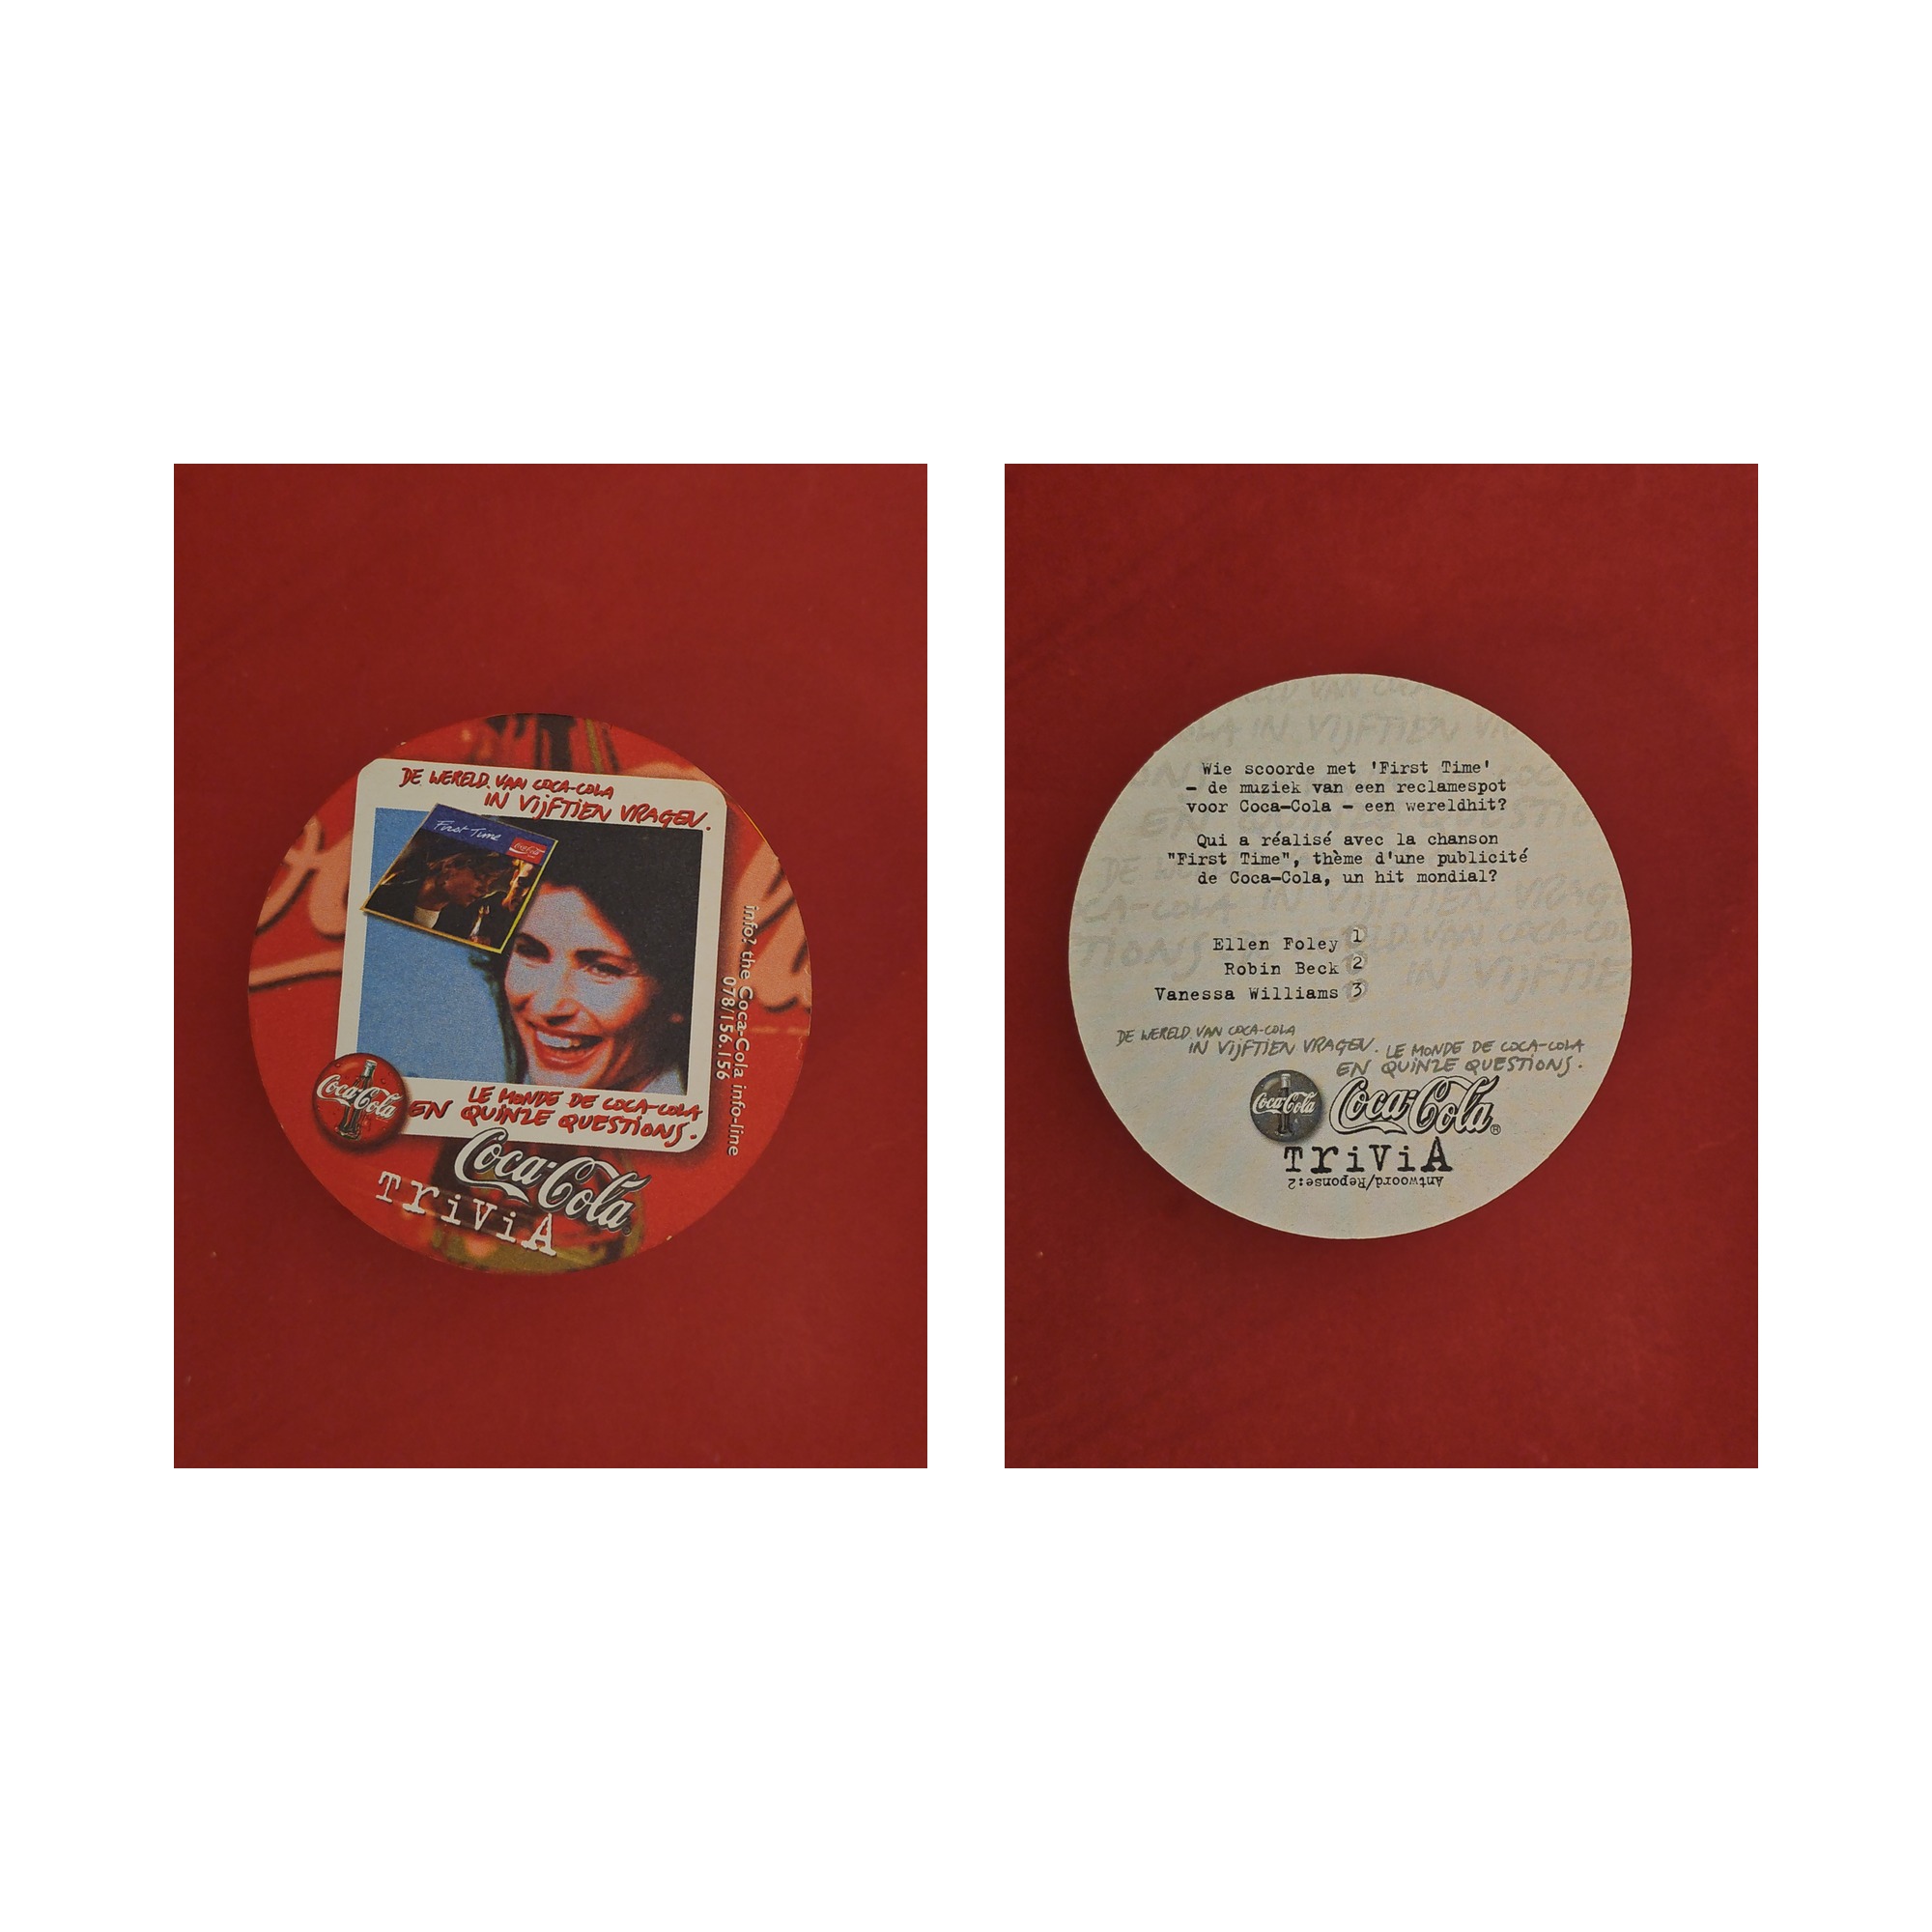 DE WERELD VAN COCA-COLA
IN VIJFTIEN VRAGEN.
First Time
Coca-Cola
info? the Coca-Cola info-line
078/156.156
LE MONDE DE COCA-COLA
EN QUINZE QUESTIONS.
Coca-Cola
Coca-Cola
TRiViA
Wie scoorde met 'First Time'
- de muziek van een reclamespot
voor Coca-Cola - een wereldhit?
Qui a réalisé avec la chanson
"First Time", thème d'une publicité
de Coca-Cola, un hit mondial?
Ellen Foley 1
Robin Beck 2
Vanessa Williams 3
DE WERELD VAN COCA-COLA
IN VIJFTIEN VRAGEN.
LE MONDE DE COCA-COLA
EN QUINZE QUESTIONS.
Coca-Cola
Coca-Cola®
TRiViA
Antwoord/Reponse:2